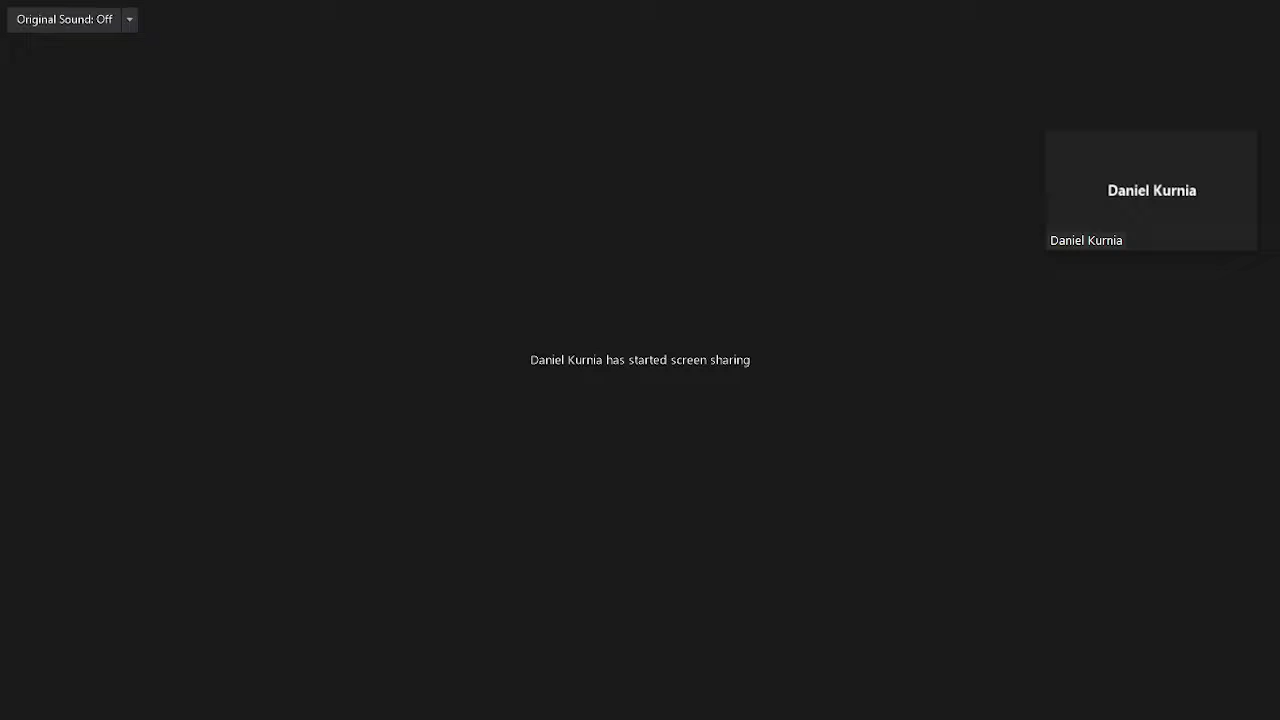 Original Sound: Off
Daniel Kurnia
Daniel Kurnia
Daniel Kurnia has started screen sharing